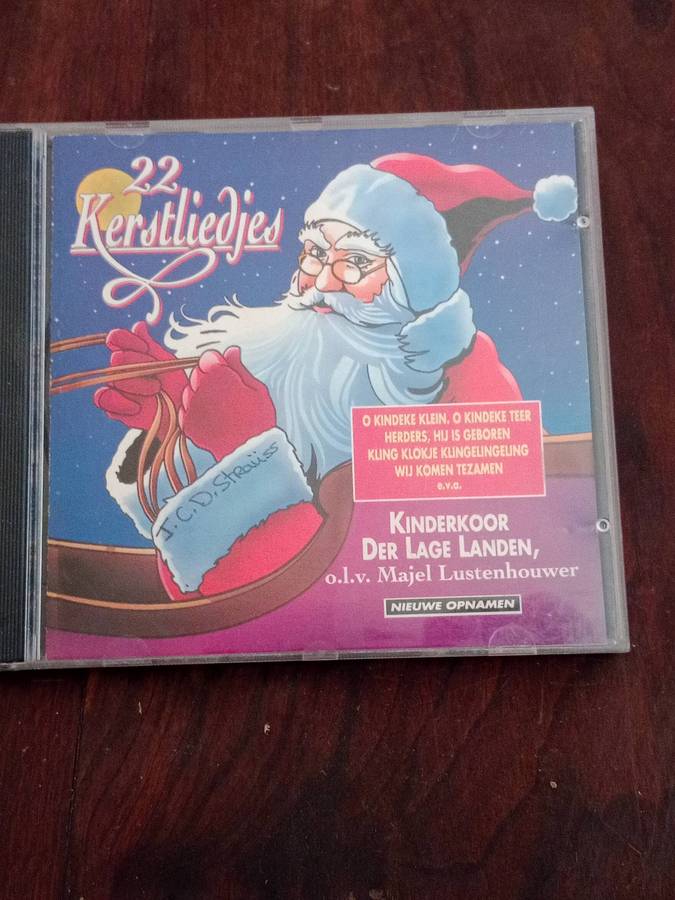 22
Kerstliedjes
O KINDEKE KLEIN, O KINDEKE TEER
HERDERS, HIJ IS GEBOREN
KLING KLOKJE KLINGELINGELING
WIJ KOMEN TEZAMEN
e.v.a.
J.C.D. Straüss
KINDERKOOR
DER LAGE LANDEN,
o.l.v. Majel Lustenhouwer
NIEUWE OPNAMEN